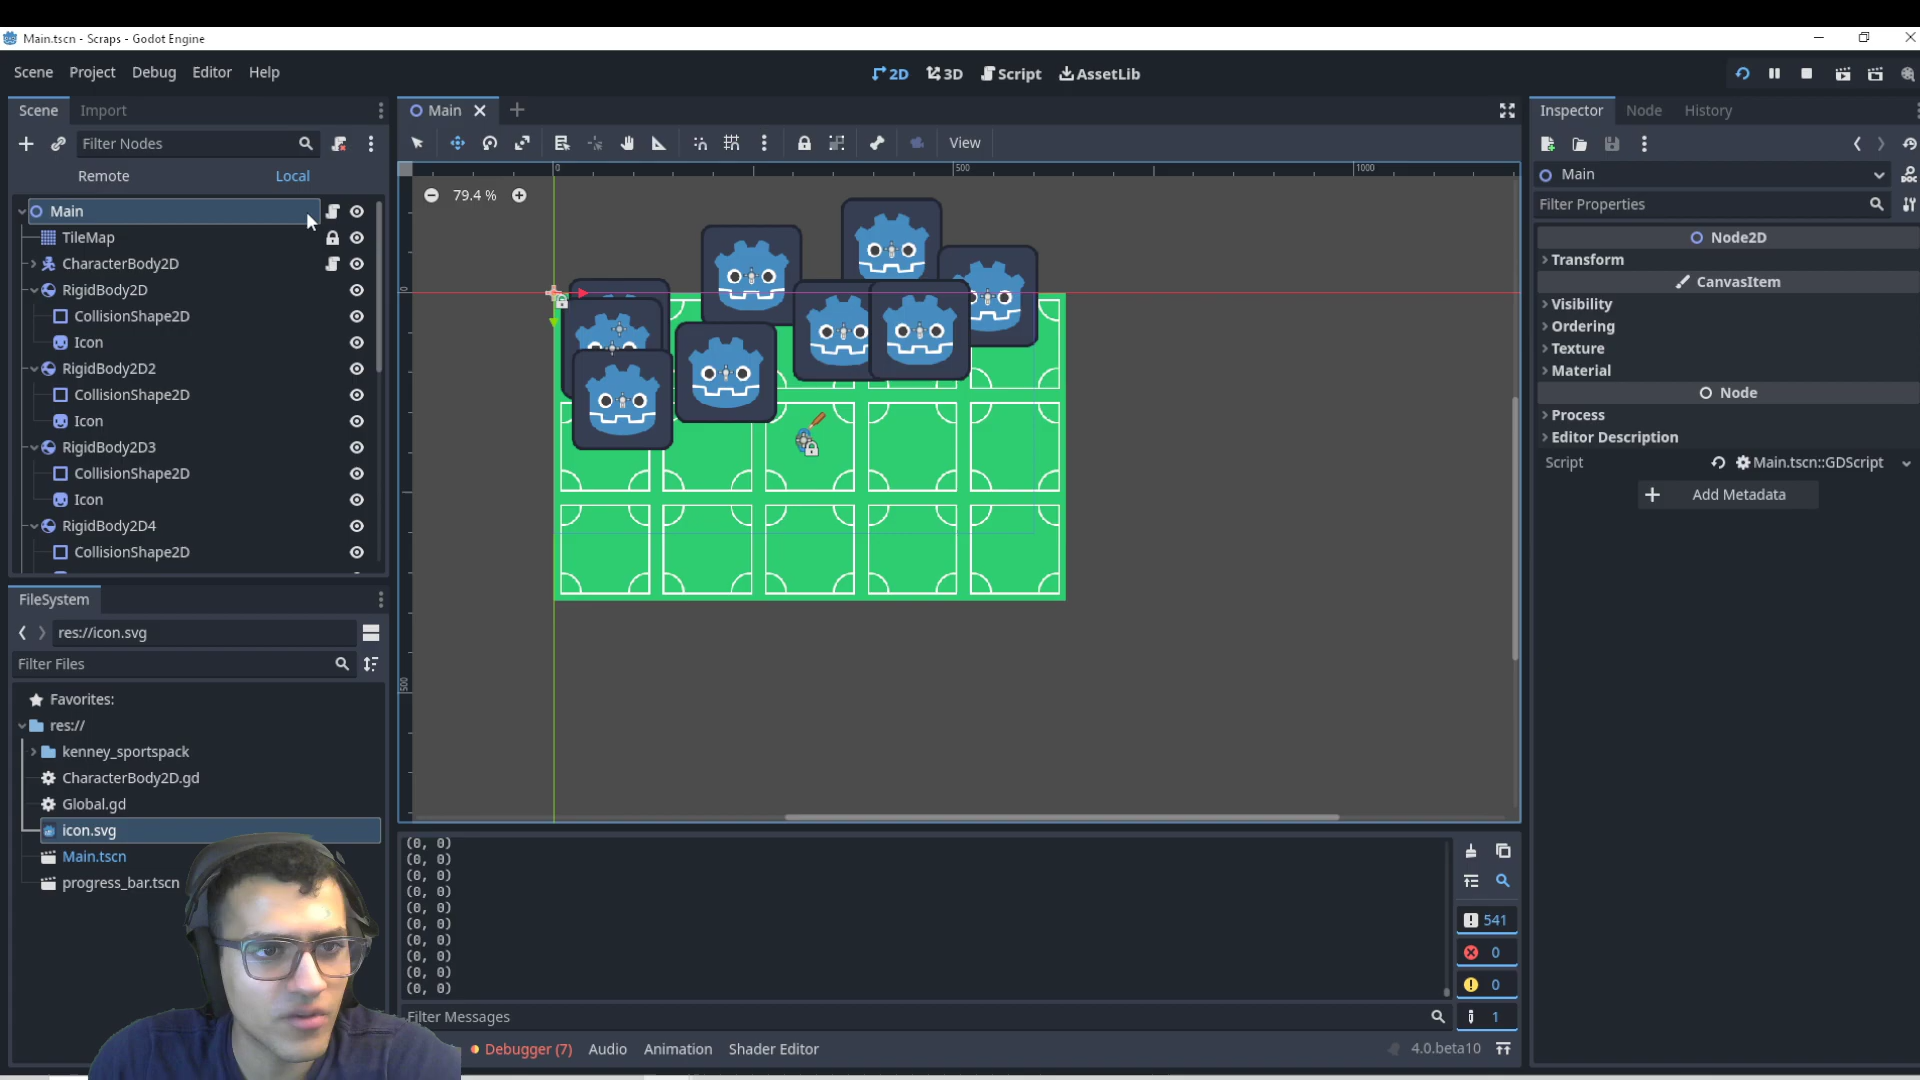 Main.tscn - Scraps - Godot Engine
Scene Project Debug Editor Help
2D 3D Script AssetLib
Scene Import
Main
Inspector Node History
Filter Nodes
View
Remote Local
0 500 1000
79.4 %
Main
Main
TileMap
CharacterBody2D
RigidBody2D
CollisionShape2D
Icon
RigidBody2D2
CollisionShape2D
Icon
RigidBody2D3
CollisionShape2D
Icon
RigidBody2D4
CollisionShape2D
0
500
Filter Properties
Node2D
Transform
CanvasItem
Visibility
Ordering
Texture
Material
Node
Process
Editor Description
Script Main.tscn::GDScript
Add Metadata
FileSystem
res://icon.svg
Filter Files
Favorites:
res://
kenney_sportspack
CharacterBody2D.gd
Global.gd
icon.svg
Main.tscn
progress_bar.tscn
(0, 0)
(0, 0)
(0, 0)
(0, 0)
(0, 0)
(0, 0)
(0, 0)
(0, 0)
(0, 0)
(0, 0)
541
0
0
1
Filter Messages
Debugger (7) Audio Animation Shader Editor
4.0.beta10